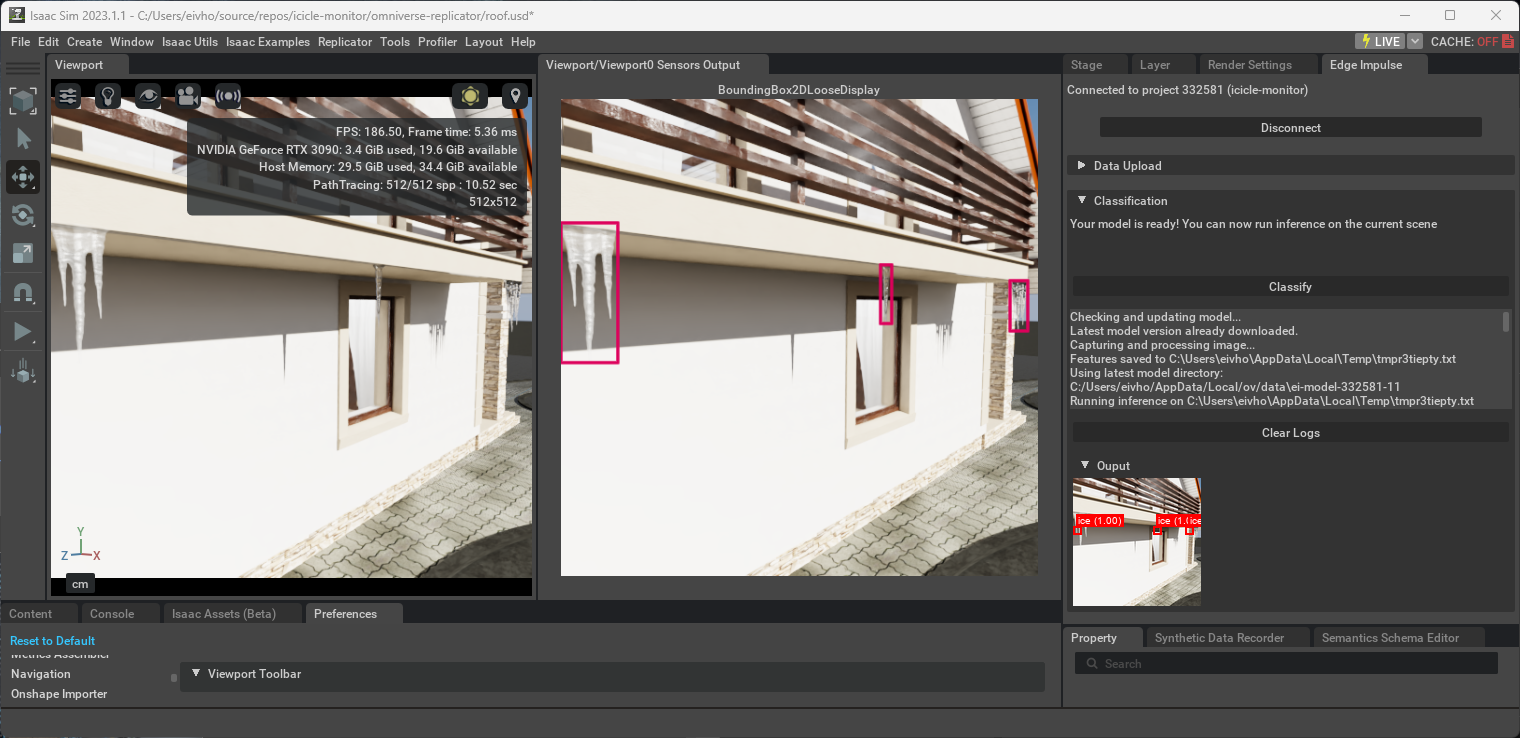 Isaac Sim 2023.1.1 - C:/Users/eivho/source/repos/icicle-monitor/omniverse-replicator/roof.usd*
File Edit Create Window Isaac Utils Isaac Examples Replicator Tools Profiler Layout Help
LIVE CACHE: OFF
Viewport
FPS: 186.50, Frame time: 5.36 ms
NVIDIA GeForce RTX 3090: 3.4 GiB used, 19.6 GiB available
Host Memory: 29.5 GiB used, 34.4 GiB available
PathTracing: 512/512 spp : 10.52 sec
512x512
Y
Z X
cm
Viewport/Viewport0 Sensors Output
BoundingBox2DLooseDisplay
Stage Layer Render Settings Edge Impulse
Connected to project 332581 (icicle-monitor)
Disconnect
Data Upload
Classification
Your model is ready! You can now run inference on the current scene
Classify
Checking and updating model...
Latest model version already downloaded.
Capturing and processing image...
Features saved to C:\Users\eivho\AppData\Local\Temp\tmpr3tiepty.txt
Using latest model directory:
C:/Users/eivho/AppData/Local/ov/data\ei-model-332581-11
Running inference on C:\Users\eivho\AppData\Local\Temp\tmpr3tiepty.txt
Clear Logs
Ouput
ice (1.00) ice (1.0 ice
Content Console Isaac Assets (Beta) Preferences
Reset to Default
Metrics Assembler
Navigation
Onshape Importer
Viewport Toolbar
Property Synthetic Data Recorder Semantics Schema Editor
Search